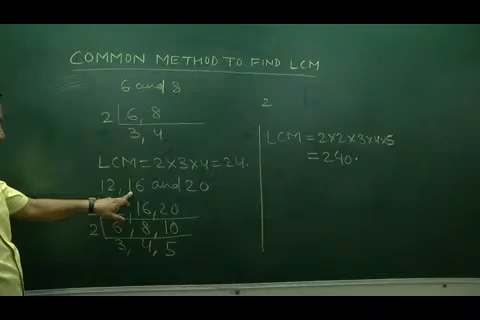 COMMON METHOD TO FIND LCM
6 and 8
2 | 6, 8
3, 4
LCM = 2×3×4 = 24.
12, 16 and 20
, 16, 20
2 | 6, 8, 10
3, 4, 5
2
LCM = 2×2×3×4×5
= 240.